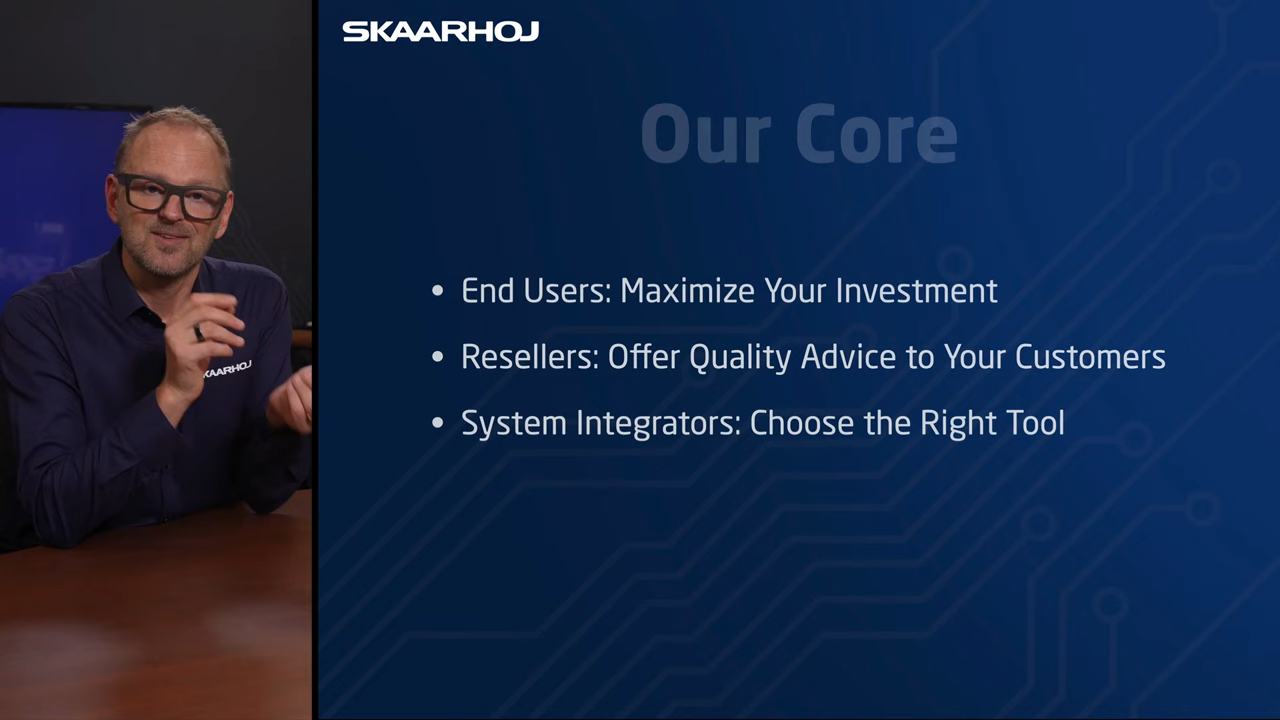 SKAARHOJ
Our Core
• End Users: Maximize Your Investment
• Resellers: Offer Quality Advice to Your Customers
• System Integrators: Choose the Right Tool
KAARHOJ